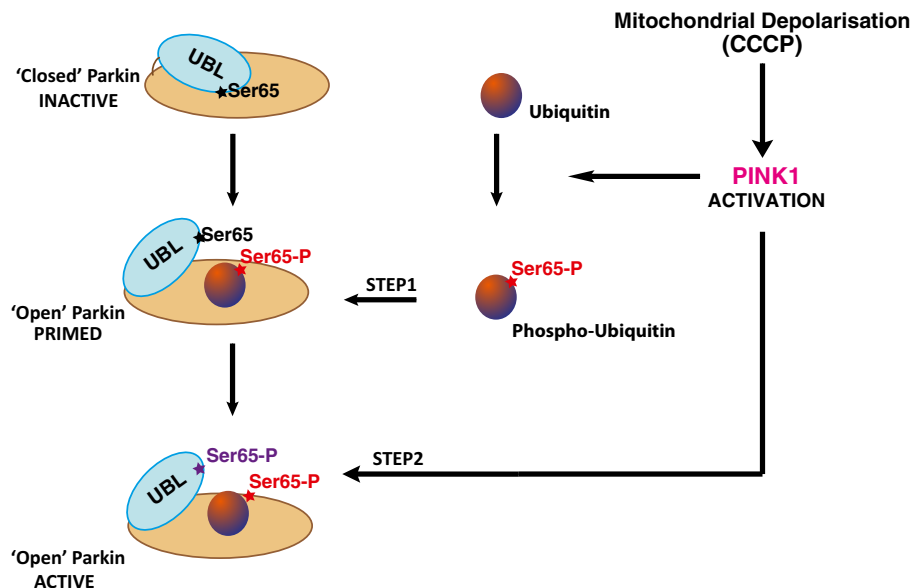 Mitochondrial Depolarisation
(CCCP)
UBL
Ser65
'Closed' Parkin
INACTIVE
Ubiquitin
PINK1
ACTIVATION
UBL
Ser65
Ser65-P
'Open' Parkin
PRIMED
STEP1
Ser65-P
Phospho-Ubiquitin
UBL
Ser65-P
Ser65-P
STEP2
'Open' Parkin
ACTIVE